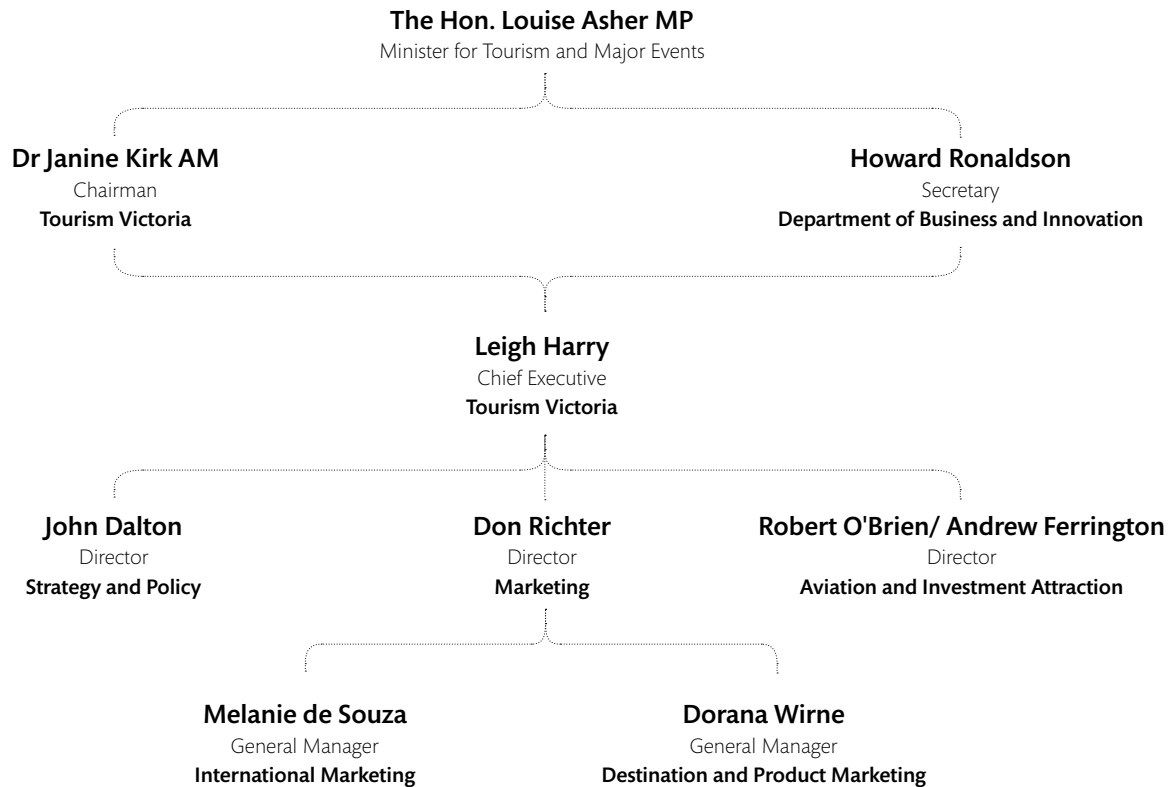 The Hon. Louise Asher MP
Minister for Tourism and Major Events
Dr Janine Kirk AM
Chairman
Tourism Victoria
Howard Ronaldson
Secretary
Department of Business and Innovation
Leigh Harry
Chief Executive
Tourism Victoria
John Dalton
Director
Strategy and Policy
Don Richter
Director
Marketing
Robert O'Brien/ Andrew Ferrington
Director
Aviation and Investment Attraction
Melanie de Souza
General Manager
International Marketing
Dorana Wirne
General Manager
Destination and Product Marketing